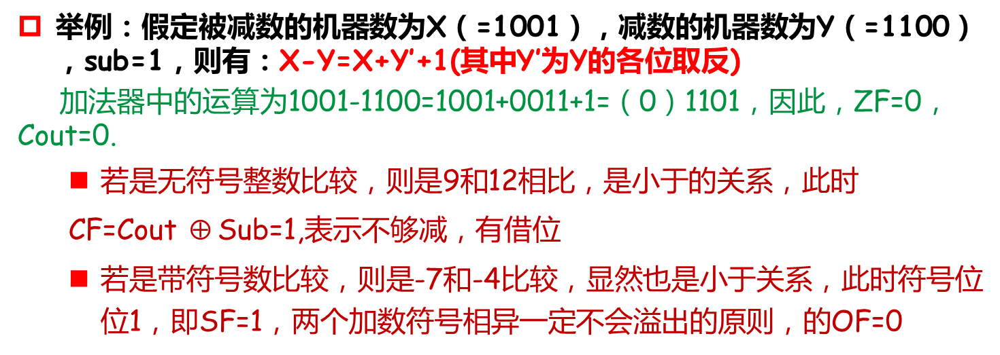 举例：假定被减数的机器数为X（=1001），减数的机器数为Y（=1100）
，sub=1，则有：X-Y=X+Y'+1(其中Y'为Y的各位取反)
加法器中的运算为1001-1100=1001+0011+1=（0）1101，因此，ZF=0，
Cout=0.
若是无符号整数比较，则是9和12相比，是小于的关系，此时
CF=Cout ⊕ Sub=1,表示不够减，有借位
若是带符号数比较，则是-7和-4比较，显然也是小于关系，此时符号位
位1，即SF=1，两个加数符号相异一定不会溢出的原则，的OF=0